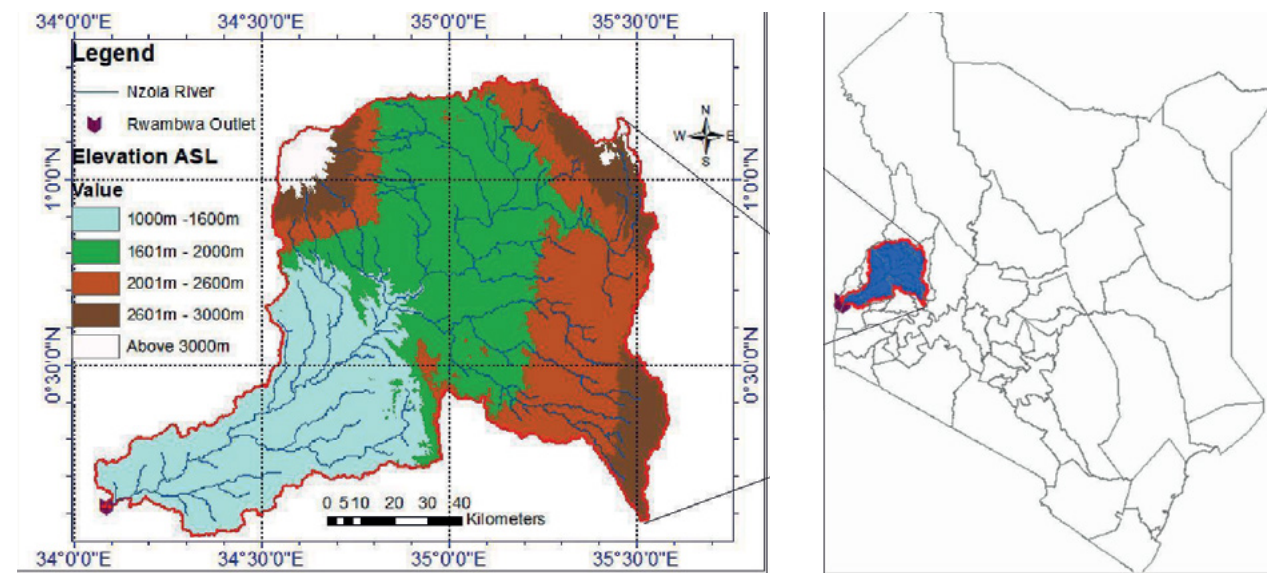 34°0'0"E 34°30'0"E 35°0'0"E 35°30'0"E
Legend
Nzoia River
Rwambwa Outlet
Elevation ASL
Value
1000m -1600m
1601m - 2000m
2001m - 2600m
2601m - 3000m
Above 3000m
N
W E
S
1°0'0"N 1°0'0"N
0°30'0"N 0°30'0"N
0 5 10 20 30 40
Kilometers
34°0'0"E 34°30'0"E 35°0'0"E 35°30'0"E